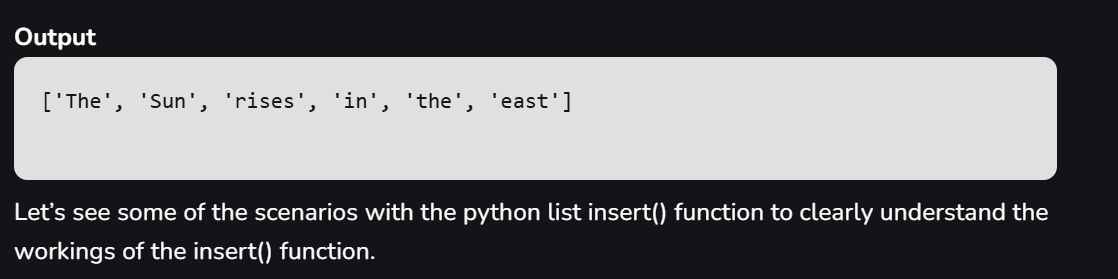 Output
['The', 'Sun', 'rises', 'in', 'the', 'east']
Let’s see some of the scenarios with the python list insert() function to clearly understand the
workings of the insert() function.